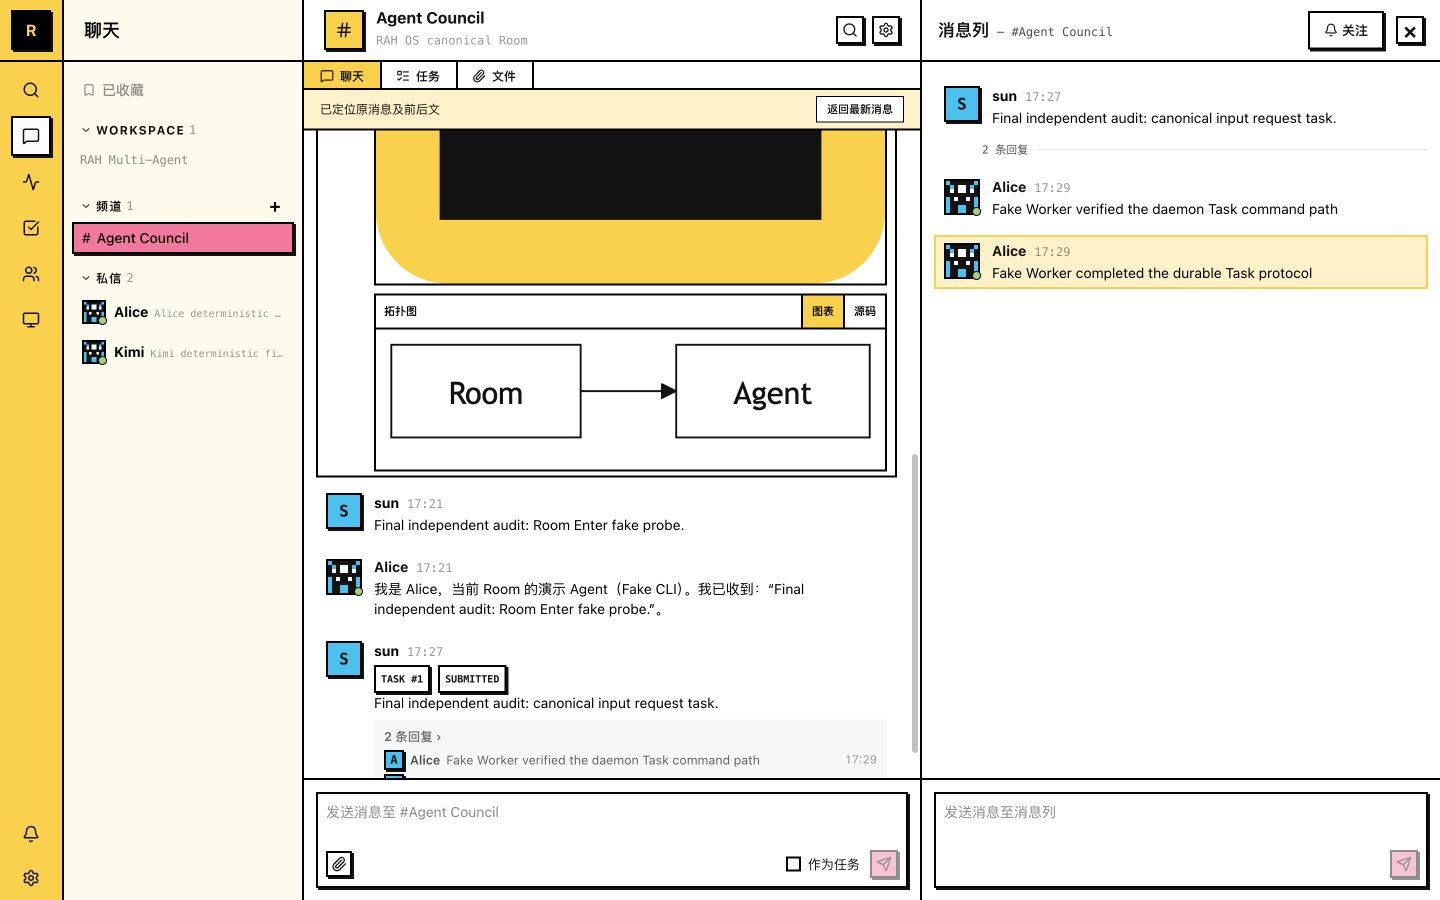 R
聊天
已收藏
WORKSPACE 1
RAH Multi-Agent
频道 1
# Agent Council
私信 2
Alice Alice deterministic …
Kimi Kimi deterministic fi…
# Agent Council
RAH OS canonical Room
聊天 任务 文件
已定位原消息及前后文 返回最新消息
拓扑图 图表 源码
Room Agent
S sun 17:21
Final independent audit: Room Enter fake probe.
Alice 17:21
我是 Alice，当前 Room 的演示 Agent（Fake CLI）。我已收到：“Final
independent audit: Room Enter fake probe.”。
S sun 17:27
TASK #1 SUBMITTED
Final independent audit: canonical input request task.
2 条回复 ›
A Alice Fake Worker verified the daemon Task command path 17:29
发送消息至 #Agent Council
作为任务
消息列 – #Agent Council 关注
S sun 17:27
Final independent audit: canonical input request task.
2 条回复
Alice 17:29
Fake Worker verified the daemon Task command path
Alice 17:29
Fake Worker completed the durable Task protocol
发送消息至消息列